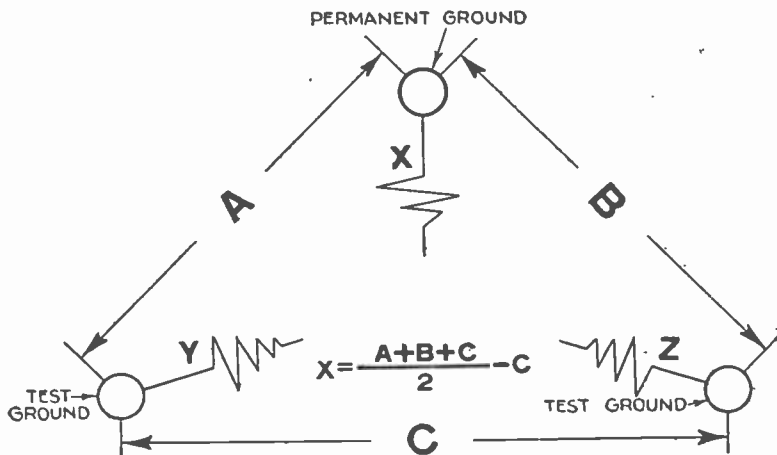 PERMANENT GROUND
X
A
B
Y
X = A+B+C / 2 - C
Z
TEST
GROUND
TEST GROUND
C